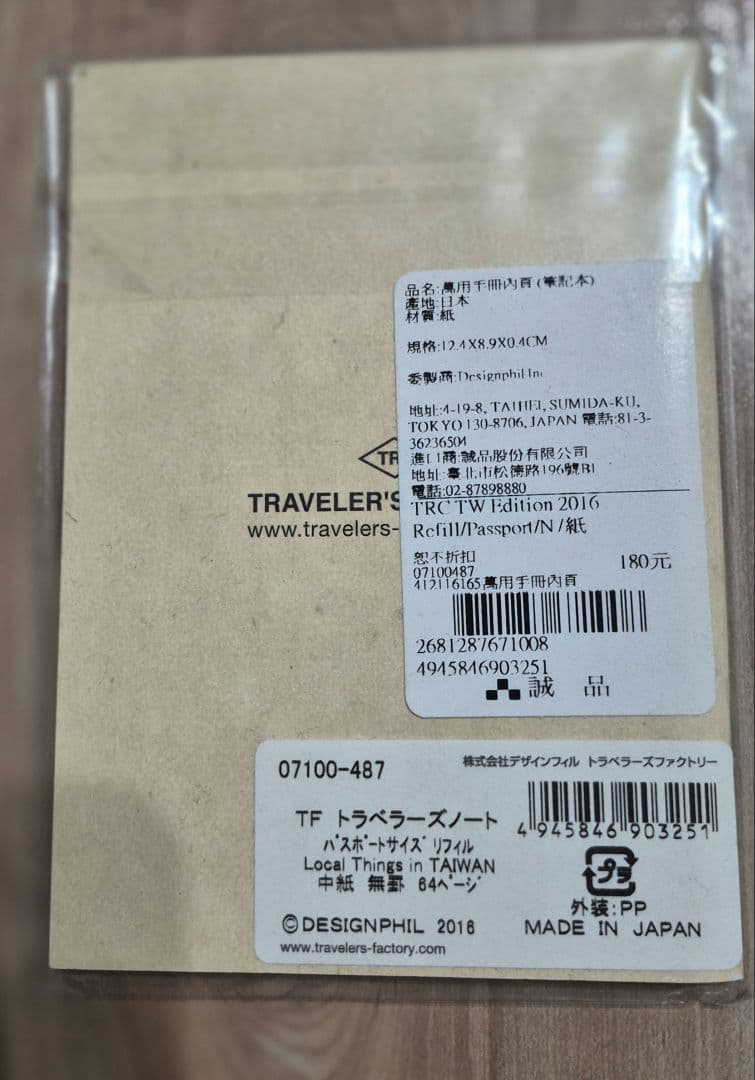 品名:萬用手冊內頁(筆記本)
產地:日本
材質:紙
規格:12.4X8.9X0.4CM
委製商:Designphil Inc
地址:4-19-8, TAIHEI, SUMIDA-KU,
TOKYO 130-8706, JAPAN 電話:81-3-
36236504
進口商:誠品股份有限公司
地址:臺北市松德路196號B1
電話:02-87898880
TRC TW Edition 2016
Refill/Passport/N /紙
恕不折扣
180元
07100487
412116165萬用手冊內頁
2681287671008
4945846903251
誠品
TR
TRAVELER'S
www.travelers-
07100-487
株式会社デザインフィル トラベラーズファクトリー
TF トラベラーズノート
パスポートサイズ リフィル
Local Things in TAIWAN
中紙 無罫 64ページ
4945846903251
プラ
外装:PP
©DESIGNPHIL 2016
MADE IN JAPAN
www.travelers-factory.com